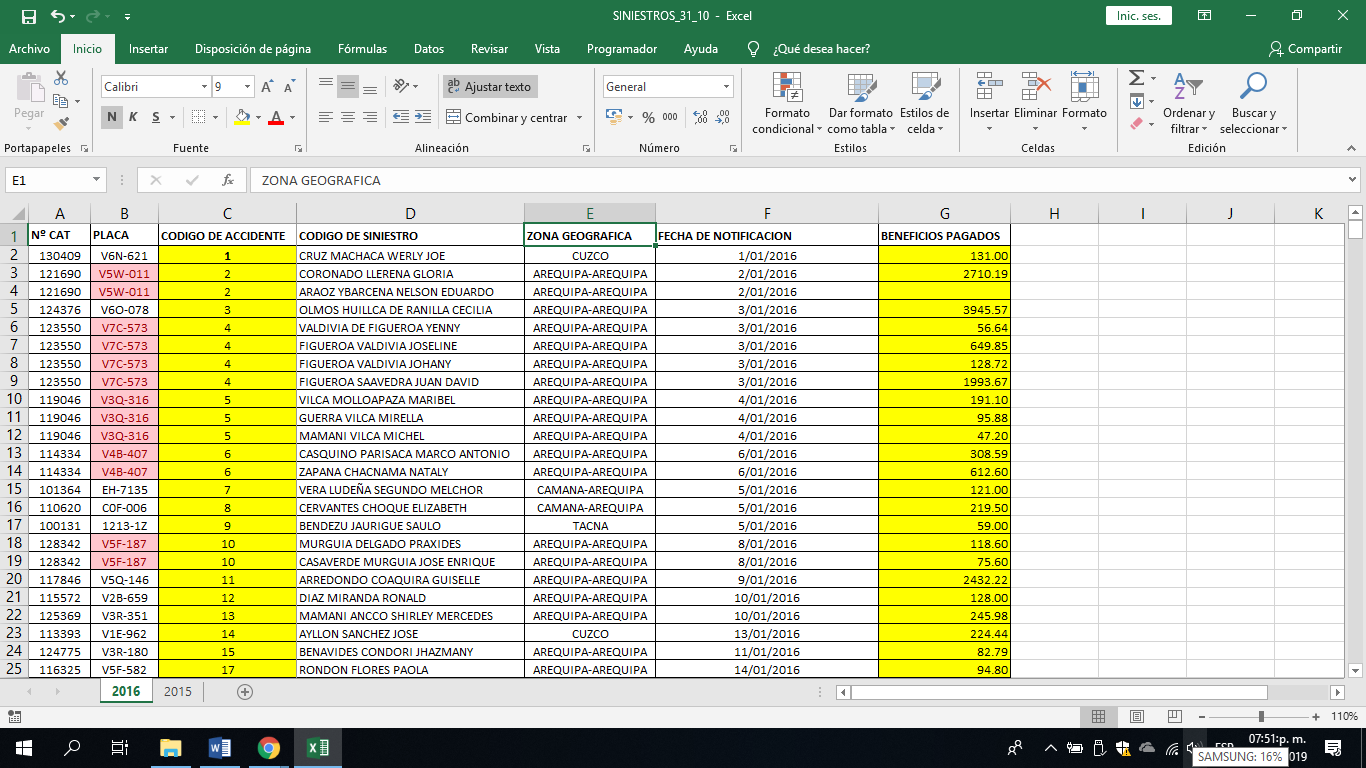 SINIESTROS_31_10 - Excel
Inic. ses.
Archivo Inicio Insertar Disposición de página Fórmulas Datos Revisar Vista Programador Ayuda ¿Qué desea hacer? Compartir
Pegar
Calibri 9
N K S
Ajustar texto
Combinar y centrar
General
% 000
Formato condicional
Dar formato como tabla
Estilos de celda
Insertar Eliminar Formato
Ordenar y filtrar
Buscar y seleccionar
Portapapeles Fuente Alineación Número Estilos Celdas Edición
E1 fx ZONA GEOGRAFICA
A B C D E F G H I J K
1 Nº CAT PLACA CODIGO DE ACCIDENTE CODIGO DE SINIESTRO ZONA GEOGRAFICA FECHA DE NOTIFICACION BENEFICIOS PAGADOS
2 130409 V6N-621 1 CRUZ MACHACA WERLY JOE CUZCO 1/01/2016 131.00
3 121690 V5W-011 2 CORONADO LLERENA GLORIA AREQUIPA-AREQUIPA 2/01/2016 2710.19
4 121690 V5W-011 2 ARAOZ YBARCENA NELSON EDUARDO AREQUIPA-AREQUIPA 2/01/2016
5 124376 V6O-078 3 OLMOS HUILLCA DE RANILLA CECILIA AREQUIPA-AREQUIPA 3/01/2016 3945.57
6 123550 V7C-573 4 VALDIVIA DE FIGUEROA YENNY AREQUIPA-AREQUIPA 3/01/2016 56.64
7 123550 V7C-573 4 FIGUEROA VALDIVIA JOSELINE AREQUIPA-AREQUIPA 3/01/2016 649.85
8 123550 V7C-573 4 FIGUEROA VALDIVIA JOHANY AREQUIPA-AREQUIPA 3/01/2016 128.72
9 123550 V7C-573 4 FIGUEROA SAAVEDRA JUAN DAVID AREQUIPA-AREQUIPA 3/01/2016 1993.67
10 119046 V3Q-316 5 VILCA MOLLOAPAZA MARIBEL AREQUIPA-AREQUIPA 4/01/2016 191.10
11 119046 V3Q-316 5 GUERRA VILCA MIRELLA AREQUIPA-AREQUIPA 4/01/2016 95.88
12 119046 V3Q-316 5 MAMANI VILCA MICHEL AREQUIPA-AREQUIPA 4/01/2016 47.20
13 114334 V4B-407 6 CASQUINO PARISACA MARCO ANTONIO AREQUIPA-AREQUIPA 6/01/2016 308.59
14 114334 V4B-407 6 ZAPANA CHACNAMA NATALY AREQUIPA-AREQUIPA 6/01/2016 612.60
15 101364 EH-7135 7 VERA LUDEÑA SEGUNDO MELCHOR CAMANA-AREQUIPA 5/01/2016 121.00
16 110620 C0F-006 8 CERVANTES CHOQUE ELIZABETH CAMANA-AREQUIPA 5/01/2016 219.50
17 100131 1213-1Z 9 BENDEZU JAURIGUE SAULO TACNA 5/01/2016 59.00
18 128342 V5F-187 10 MURGUIA DELGADO PRAXIDES AREQUIPA-AREQUIPA 8/01/2016 118.60
19 128342 V5F-187 10 CASAVERDE MURGUIA JOSE ENRIQUE AREQUIPA-AREQUIPA 8/01/2016 75.60
20 117846 V5Q-146 11 ARREDONDO COAQUIRA GUISELLE AREQUIPA-AREQUIPA 9/01/2016 2432.22
21 115572 V2B-659 12 DIAZ MIRANDA RONALD AREQUIPA-AREQUIPA 10/01/2016 128.00
22 125369 V3R-351 13 MAMANI ANCCO SHIRLEY MERCEDES AREQUIPA-AREQUIPA 10/01/2016 245.98
23 113393 V1E-962 14 AYLLON SANCHEZ JOSE CUZCO 13/01/2016 224.44
24 124775 V3R-180 15 BENAVIDES CONDORI JHAZMANY AREQUIPA-AREQUIPA 11/01/2016 82.79
25 116325 V5F-582 17 RONDON FLORES PAOLA AREQUIPA-AREQUIPA 14/01/2016 94.80
2016 2015
110%
07:51 p. m.
SAMSUNG: 16%